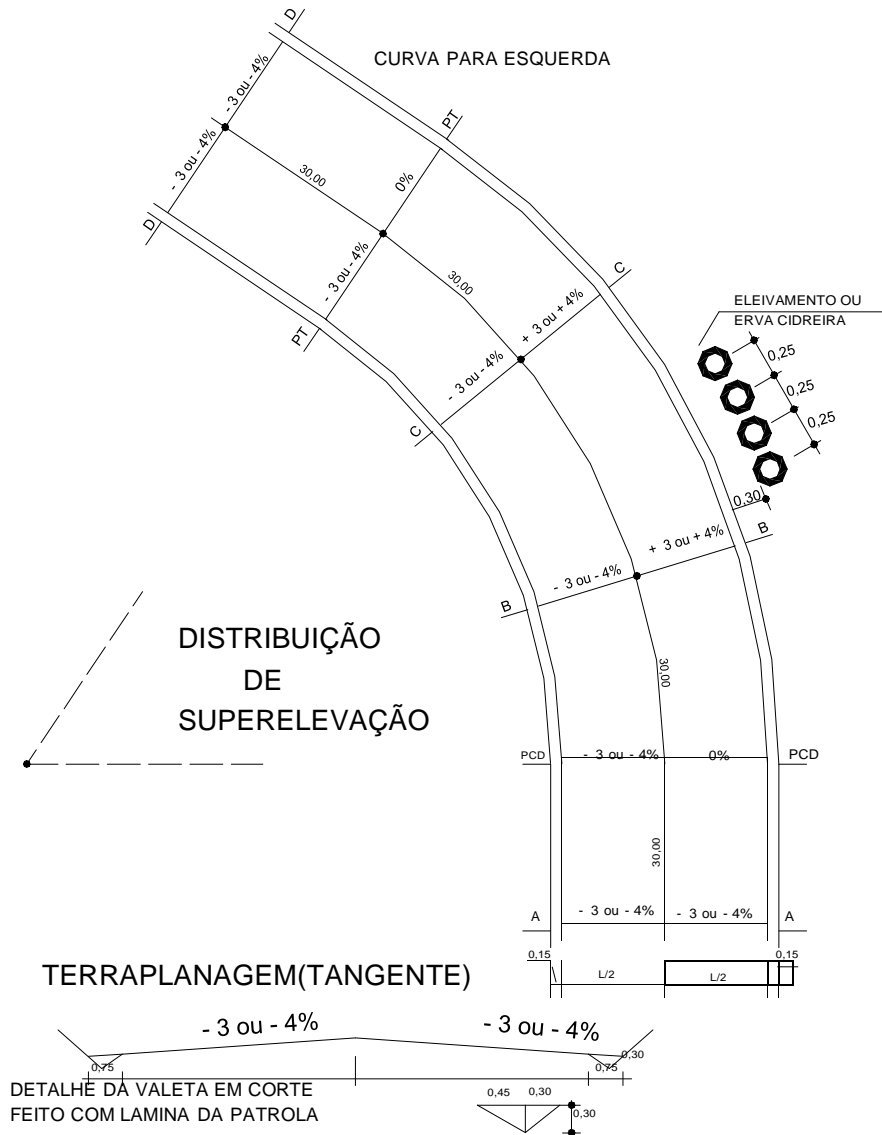 D
CURVA PARA ESQUERDA
- 3 ou - 4%
PT
- 3 ou - 4%
30,00
0%
D
- 3 ou - 4%
30,00
C
PT
+ 3 ou + 4%
- 3 ou - 4%
ELEIVAMENTO OU
ERVA CIDREIRA
0,25
0,25
0,25
C
0,30
B
+ 3 ou + 4%
- 3 ou - 4%
B
DISTRIBUIÇÃO
DE
SUPERELEVAÇÃO
30,00
PCD
- 3 ou - 4%
0%
PCD
30,00
A
- 3 ou - 4%
- 3 ou - 4%
A
0,15
L/2
L/2
0,15
TERRAPLANAGEM(TANGENTE)
- 3 ou - 4%
- 3 ou - 4%
0,75
0,75
0,30
DETALHE DA VALETA EM CORTE
FEITO COM LAMINA DA PATROLA
0,45
0,30
0,30